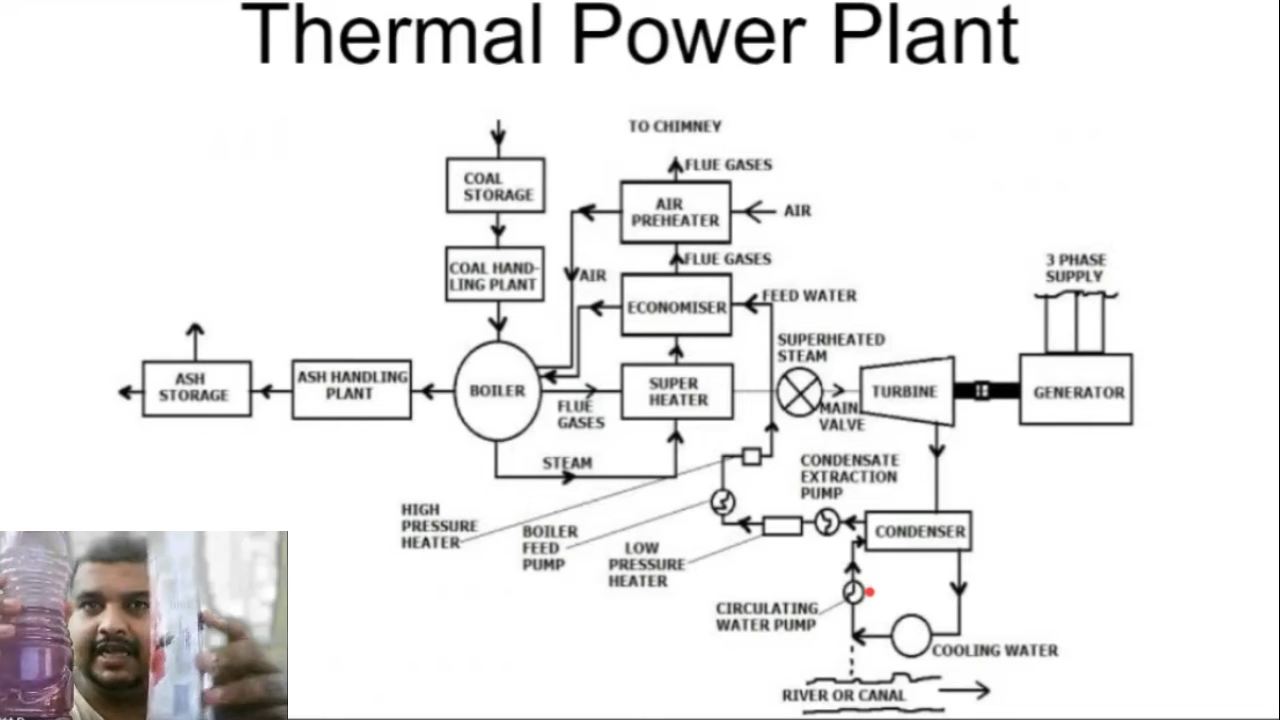 Thermal Power Plant
TO CHIMNEY
FLUE GASES
COAL
STORAGE
AIR
PREHEATER
AIR
FLUE GASES
3 PHASE
SUPPLY
COAL HAND-
LING PLANT
AIR
ECONOMISER
FEED WATER
SUPERHEATED
STEAM
ASH
STORAGE
ASH HANDLING
PLANT
BOILER
FLUE
GASES
SUPER
HEATER
MAIN
VALVE
TURBINE
GENERATOR
STEAM
CONDENSATE
EXTRACTION
PUMP
HIGH
PRESSURE
HEATER
BOILER
FEED
PUMP
LOW
PRESSURE
HEATER
CONDENSER
CIRCULATING
WATER PUMP
COOLING WATER
RIVER OR CANAL